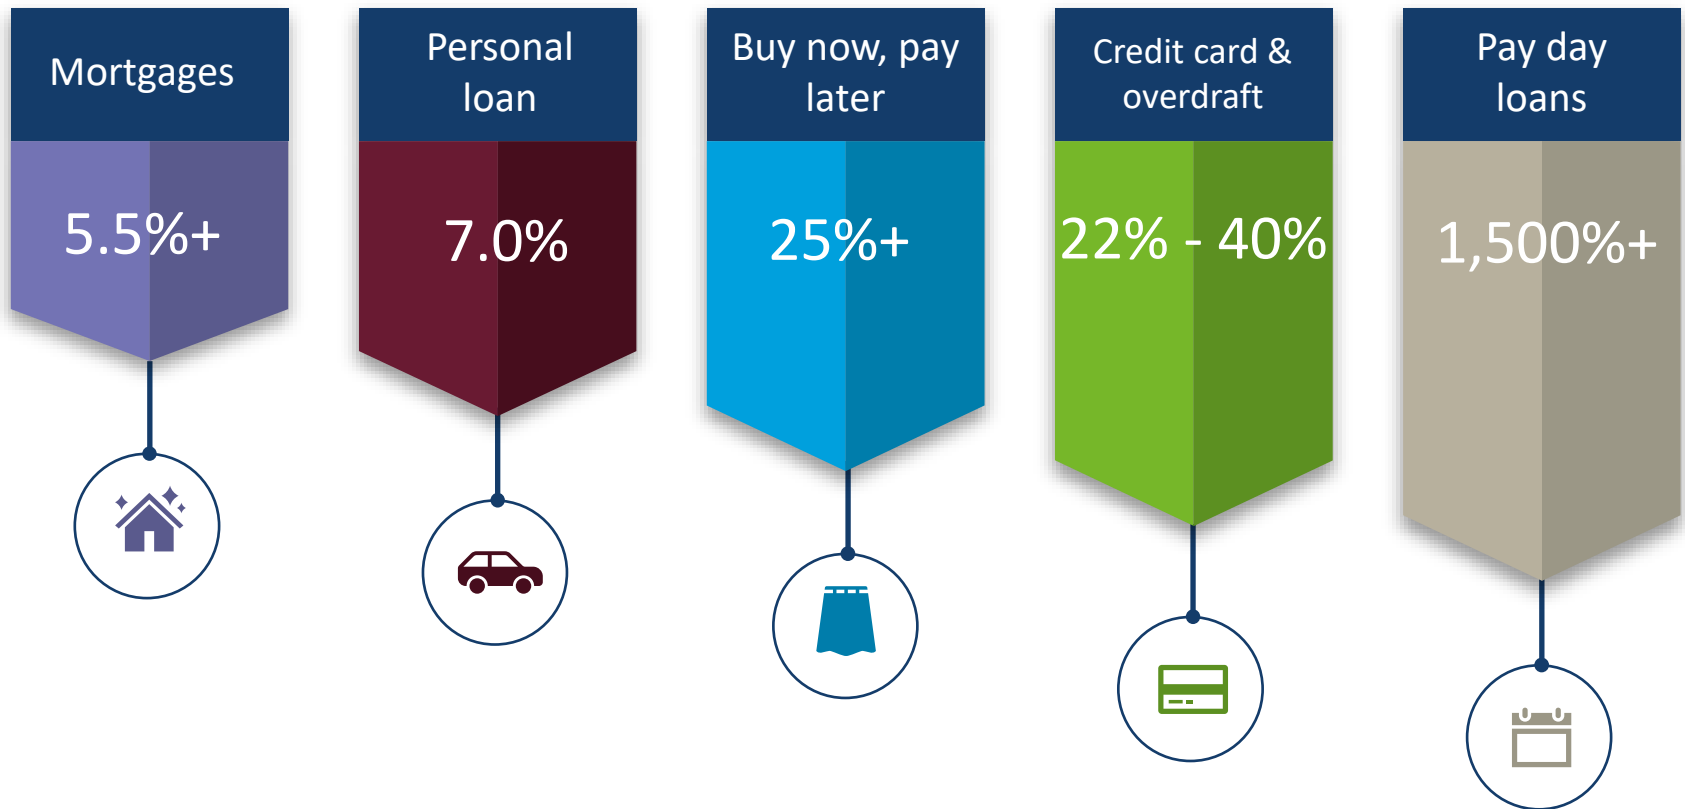 Mortgages
5.5%+
Personal
loan
7.0%
Buy now, pay
later
25%+
Credit card &
overdraft
22% - 40%
Pay day
loans
1,500%+